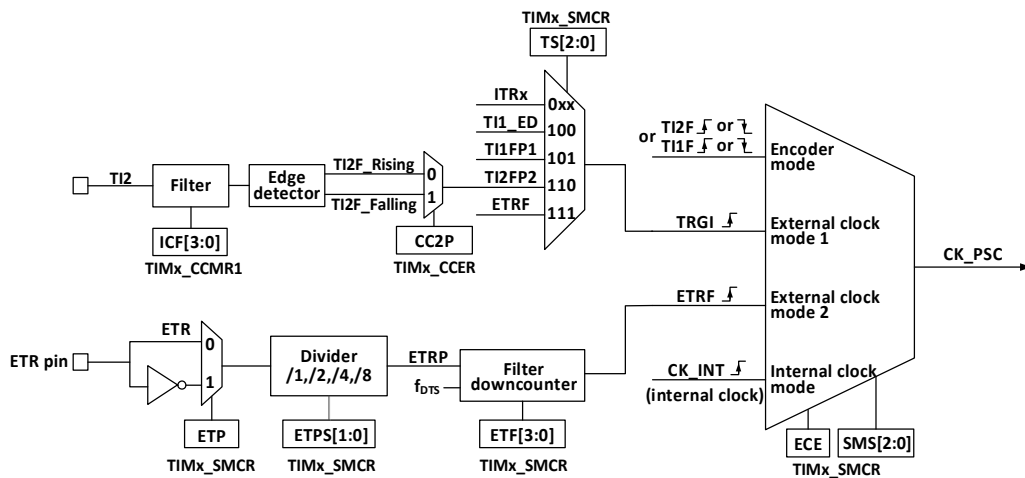 TIMx_SMCR
TS[2:0]
ITRx
0xx
TI1_ED
100
TI1FP1
101
TI2FP2
110
ETRF
111
TI2
Filter
ICF[3:0]
TIMx_CCMR1
Edge
detector
TI2F_Rising
TI2F_Falling
0
1
CC2P
TIMx_CCER
TI2F or
or TI1F or
Encoder
mode
TRGI
External clock
mode 1
ETRF
External clock
mode 2
CK_INT
(internal clock)
Internal clock
mode
CK_PSC
ECE
SMS[2:0]
TIMx_SMCR
ETR pin
ETR
0
1
ETP
TIMx_SMCR
Divider
/1,/2,/4,/8
ETPS[1:0]
TIMx_SMCR
ETRP
fDTS
Filter
downcounter
ETF[3:0]
TIMx_SMCR